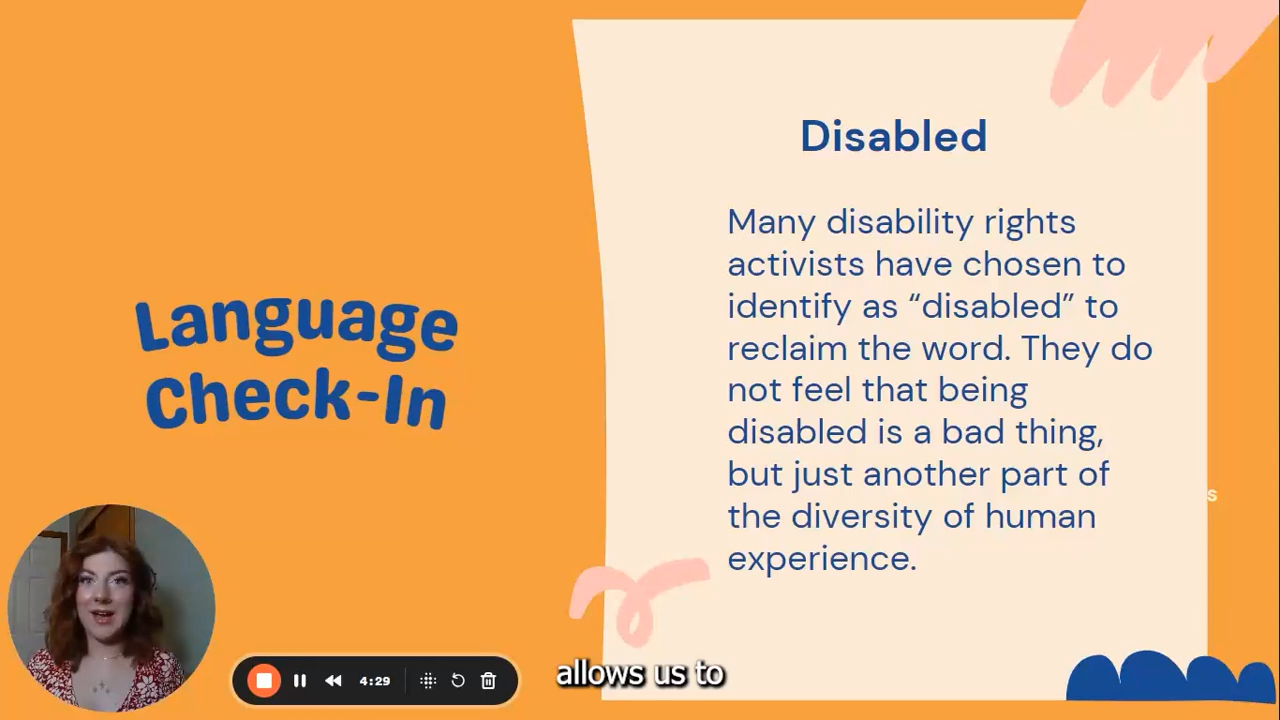 Language
Check-In
Disabled
Many disability rights
activists have chosen to
identify as “disabled” to
reclaim the word. They do
not feel that being
disabled is a bad thing,
but just another part of
the diversity of human
experience.
s
4:29
allows us to